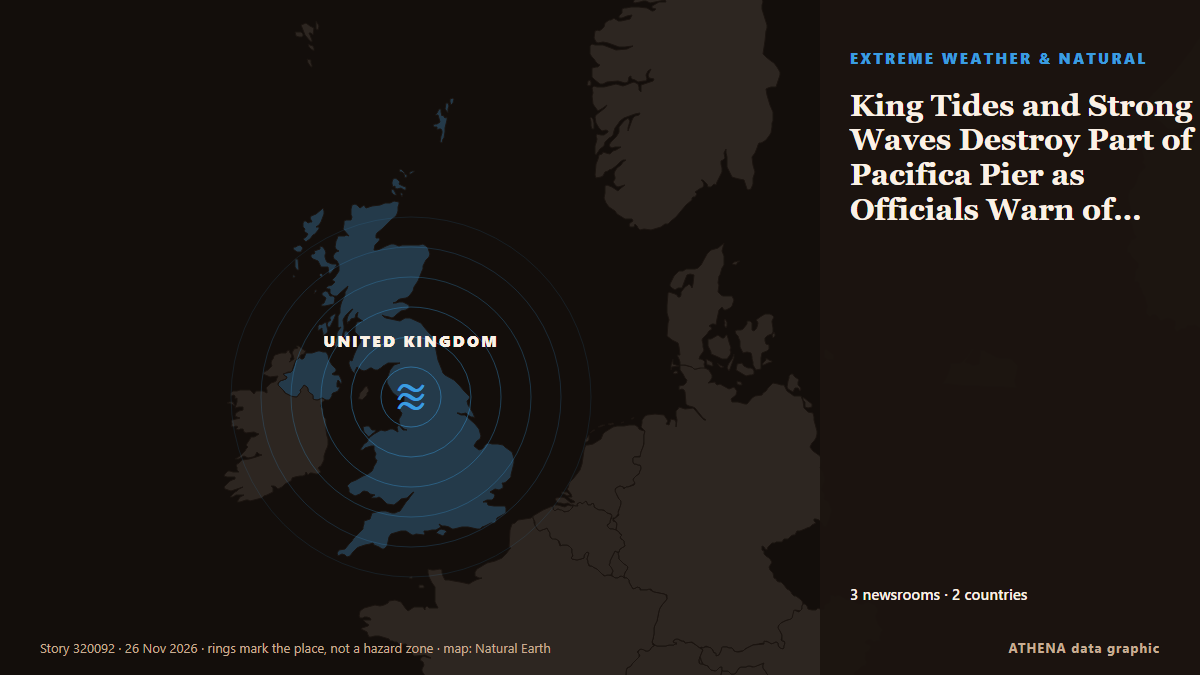 EXTREME WEATHER & NATURAL
King Tides and Strong
Waves Destroy Part of
Pacifica Pier as
Officials Warn of...
UNITED KINGDOM
3 newsrooms · 2 countries
Story 320092 · 26 Nov 2026 · rings mark the place, not a hazard zone · map: Natural Earth
ATHENA data graphic